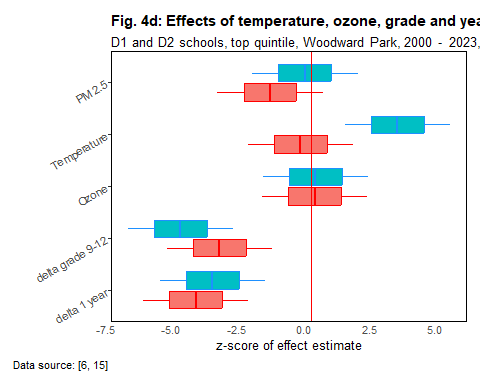 Fig. 4d: Effects of temperature, ozone, grade and yea
D1 and D2 schools, top quintile, Woodward Park, 2000 - 2023,
PM2.5
Temperature
Ozone
delta grade 9-12
delta 1 year
-7.5 -5.0 -2.5 0.0 2.5 5.0
z-score of effect estimate
Data source: [6, 15]